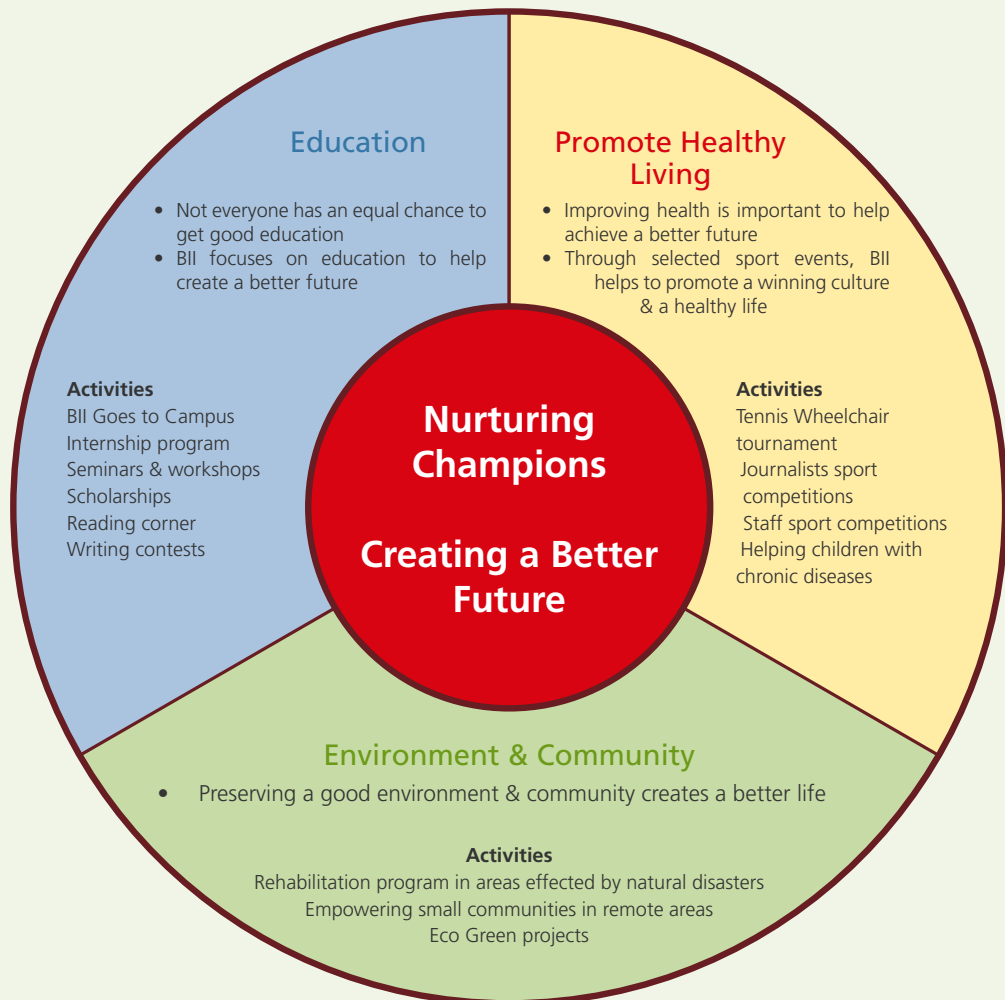 Education
• Not everyone has an equal chance to
get good education
• BII focuses on education to help
create a better future
Activities
BII Goes to Campus
Internship program
Seminars & workshops
Scholarships
Reading corner
Writing contests
Promote Healthy
Living
• Improving health is important to help
achieve a better future
• Through selected sport events, BII
helps to promote a winning culture
& a healthy life
Activities
Tennis Wheelchair
tournament
Journalists sport
competitions
Staff sport competitions
Helping children with
chronic diseases
Nurturing
Champions
Creating a Better
Future
Environment & Community
• Preserving a good environment & community creates a better life
Activities
Rehabilitation program in areas effected by natural disasters
Empowering small communities in remote areas
Eco Green projects